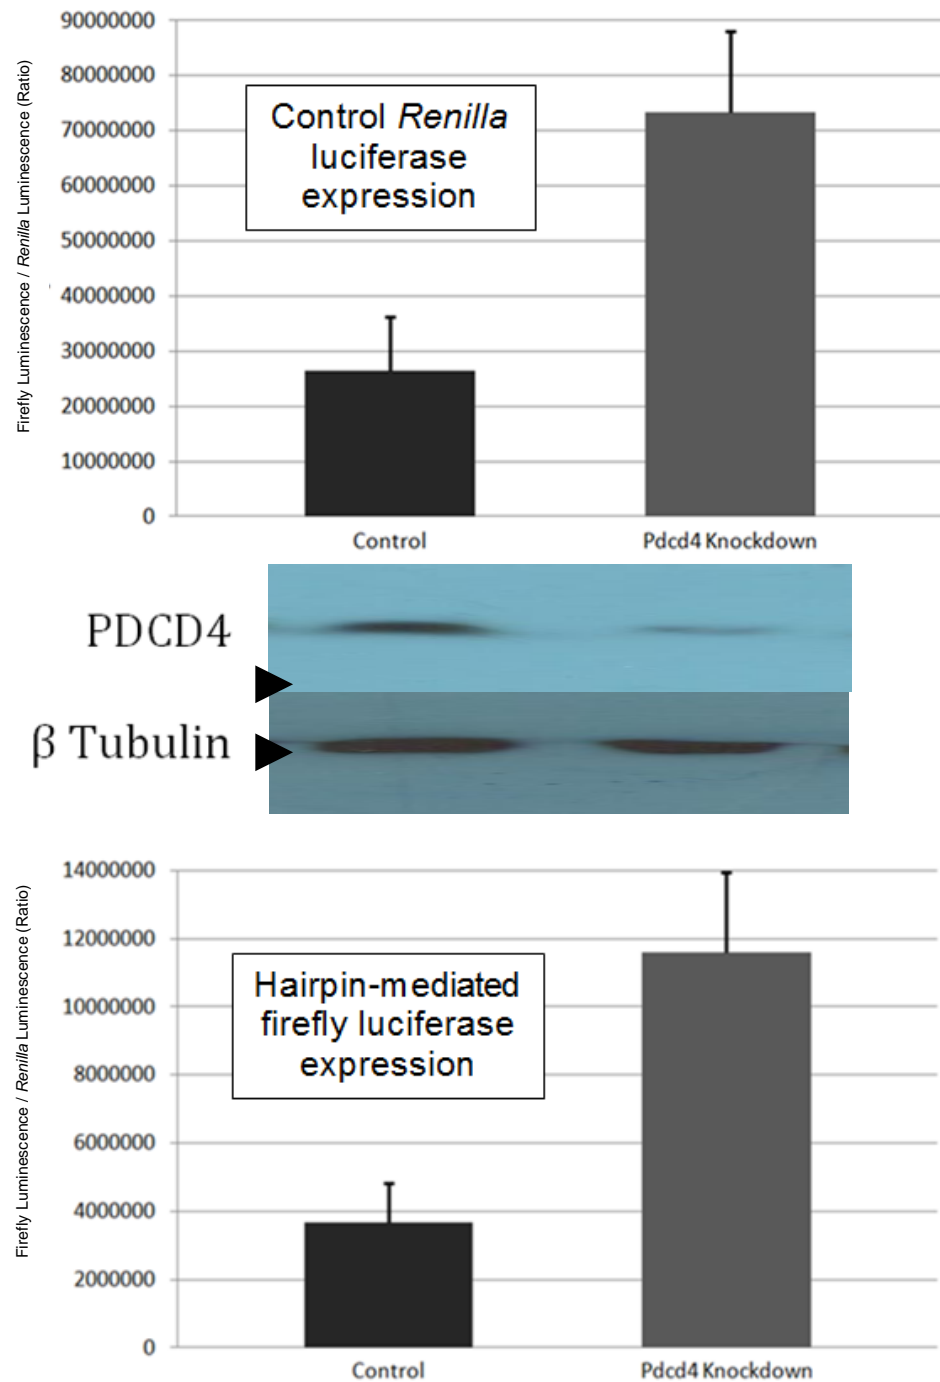 Firefly Luminescence / Renilla Luminescence (Ratio)
90000000
80000000
70000000
60000000
50000000
40000000
30000000
20000000
10000000
0
Control Renilla
luciferase
expression
Control
Pdcd4 Knockdown
PDCD4
β Tubulin
Firefly Luminescence / Renilla Luminescence (Ratio)
14000000
12000000
10000000
8000000
6000000
4000000
2000000
0
Hairpin-mediated
firefly luciferase
expression
Control
Pdcd4 Knockdown